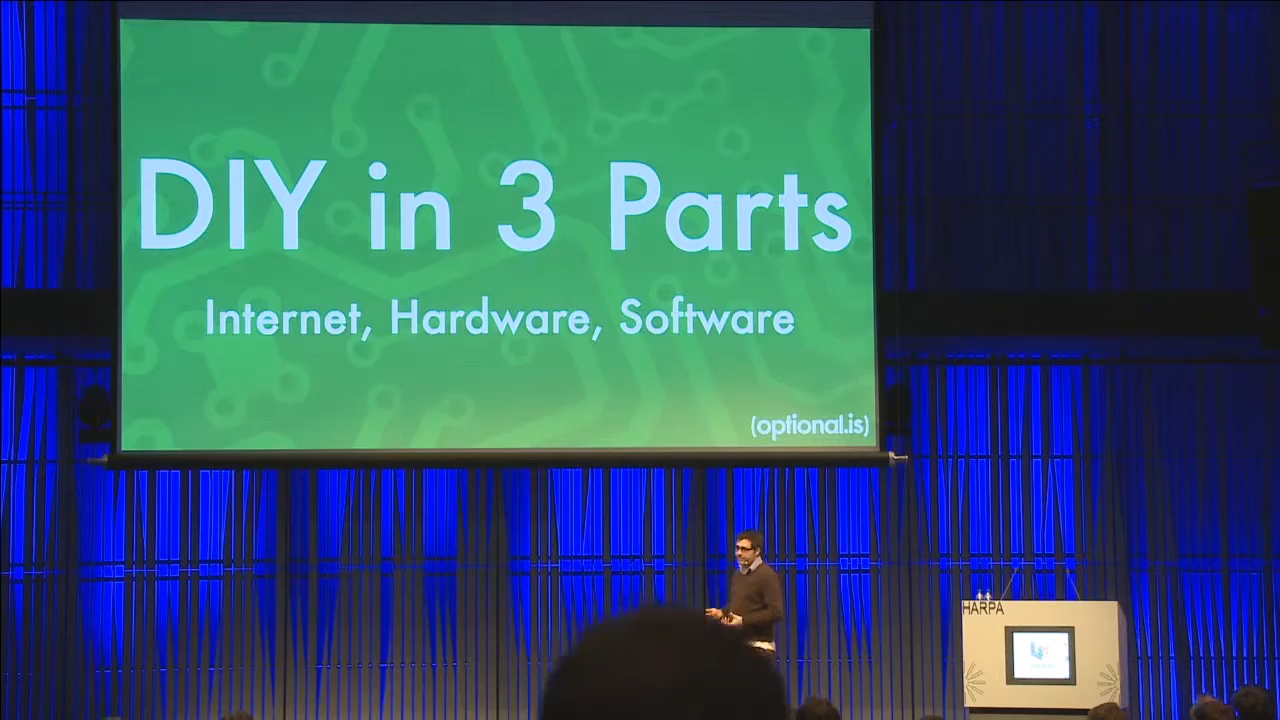 DIY in 3 Parts
Internet, Hardware, Software
(optional.is)
HARPA